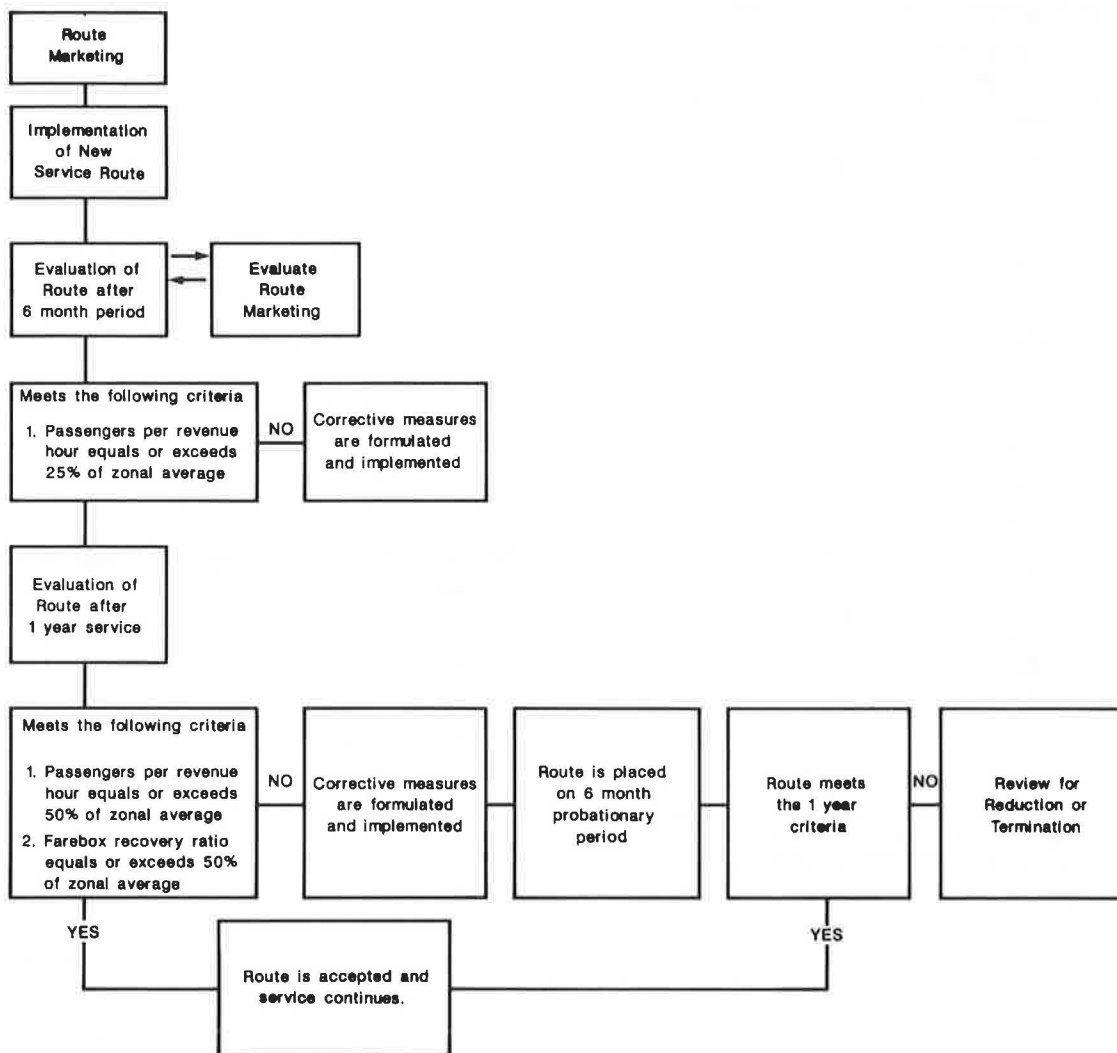 Route
Marketing
Implementation
of New
Service Route
Evaluation of
Route after
6 month period
Evaluate
Route
Marketing
Meets the following criteria
1. Passengers per revenue
hour equals or exceeds
25% of zonal average
NO
Corrective measures
are formulated
and implemented
Evaluation of
Route after
1 year service
Meets the following criteria
1. Passengers per revenue
hour equals or exceeds
50% of zonal average
2. Farebox recovery ratio
equals or exceeds 50%
of zonal average
NO
Corrective measures
are formulated
and implemented
Route is placed
on 6 month
probationary
period
Route meets
the 1 year
criteria
NO
Review for
Reduction or
Termination
YES
YES
Route is accepted and
service continues.